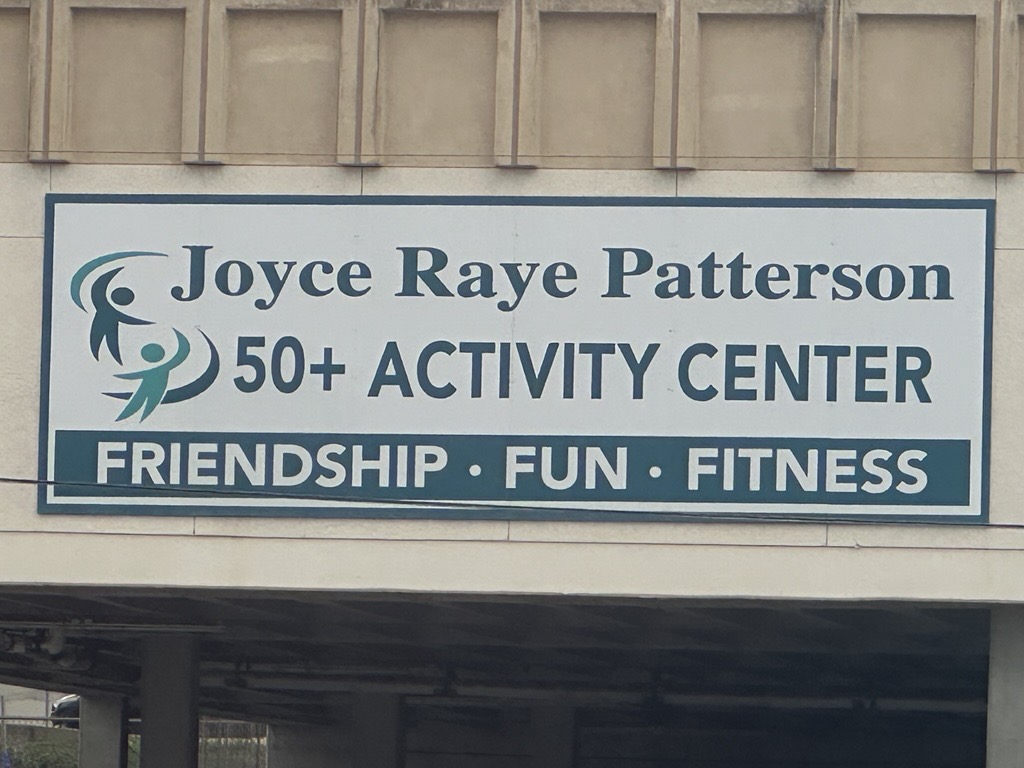 Joyce Raye Patterson
50+ ACTIVITY CENTER
FRIENDSHIP · FUN · FITNESS